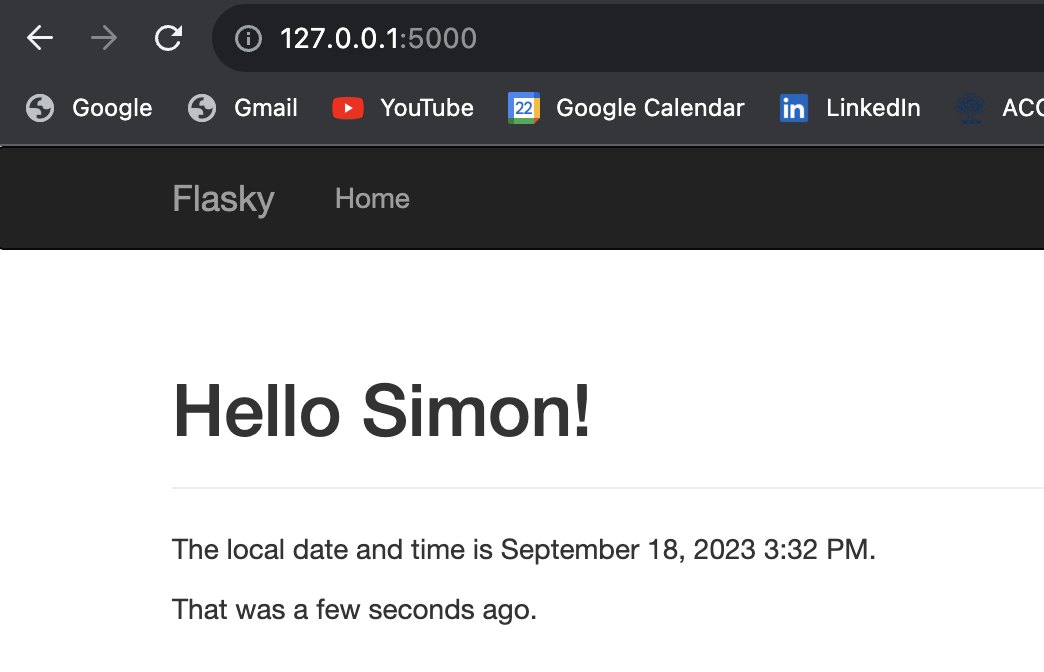 127.0.0.1:5000
Google Gmail YouTube 22 Google Calendar in LinkedIn
Flasky Home
Hello Simon!
The local date and time is September 18, 2023 3:32 PM.
That was a few seconds ago.